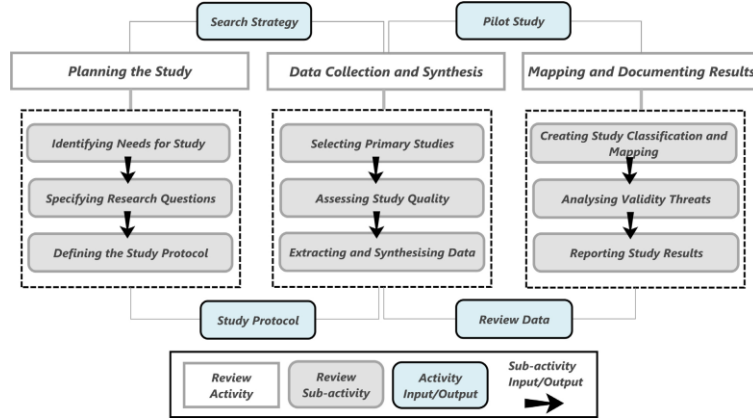 Search Strategy
Pilot Study
Planning the Study
Data Collection and Synthesis
Mapping and Documenting Results
Identifying Needs for Study
Specifying Research Questions
Defining the Study Protocol
Selecting Primary Studies
Assessing Study Quality
Extracting and Synthesising Data
Creating Study Classification and
Mapping
Analysing Validity Threats
Reporting Study Results
Study Protocol
Review Data
Review
Activity
Review
Sub-activity
Activity
Input/Output
Sub-activity
Input/Output